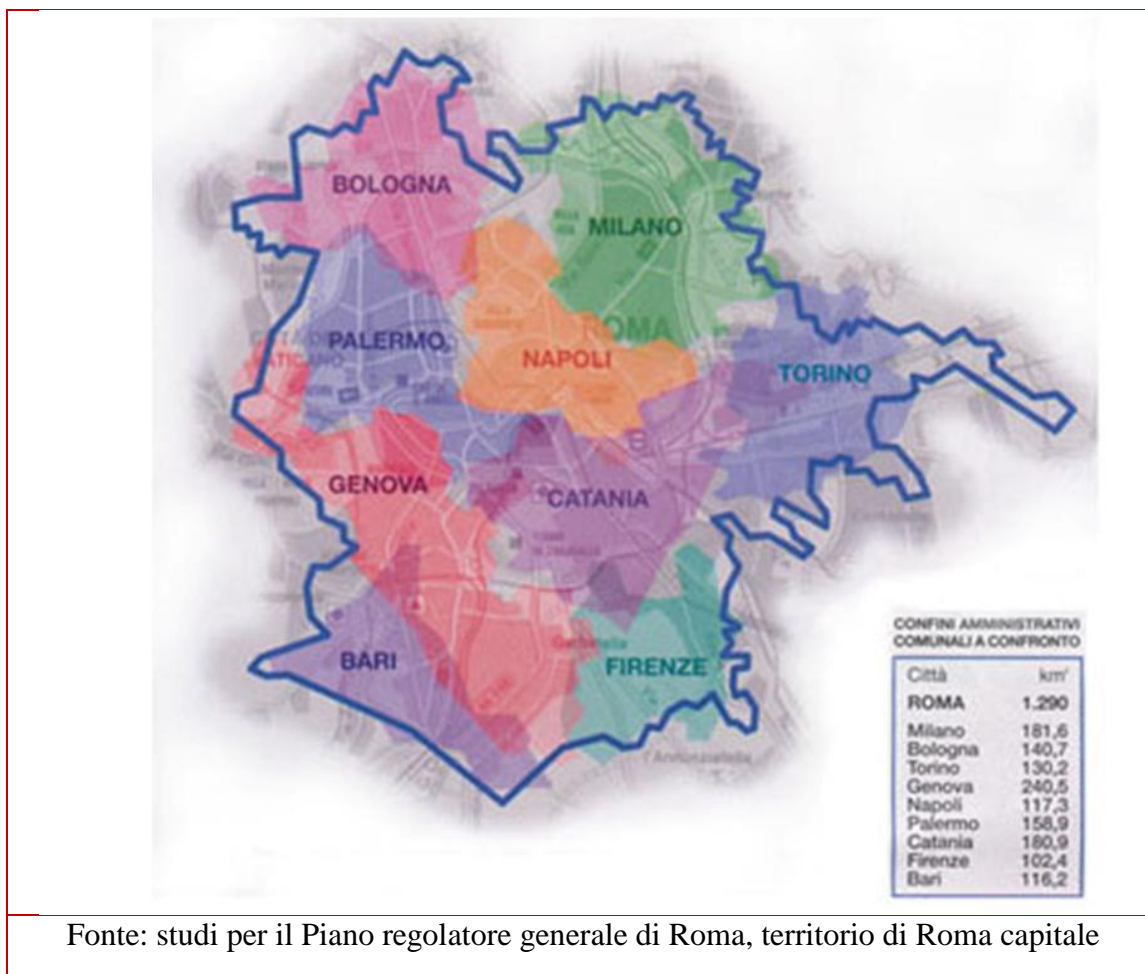 BOLOGNA
MILANO
ROMA
PALERMO
VATICANO
NAPOLI
TORINO
GENOVA
CATANIA
BARI
FIRENZE
CONFINI AMMINISTRATIVI
COMUNALI A CONFRONTO
Città km²
ROMA 1.290
Milano 181,6
Bologna 140,7
Torino 130,2
Genova 240,5
Napoli 117,3
Palermo 158,9
Catania 180,9
Firenze 102,4
Bari 116,2
Fonte: studi per il Piano regolatore generale di Roma, territorio di Roma capitale